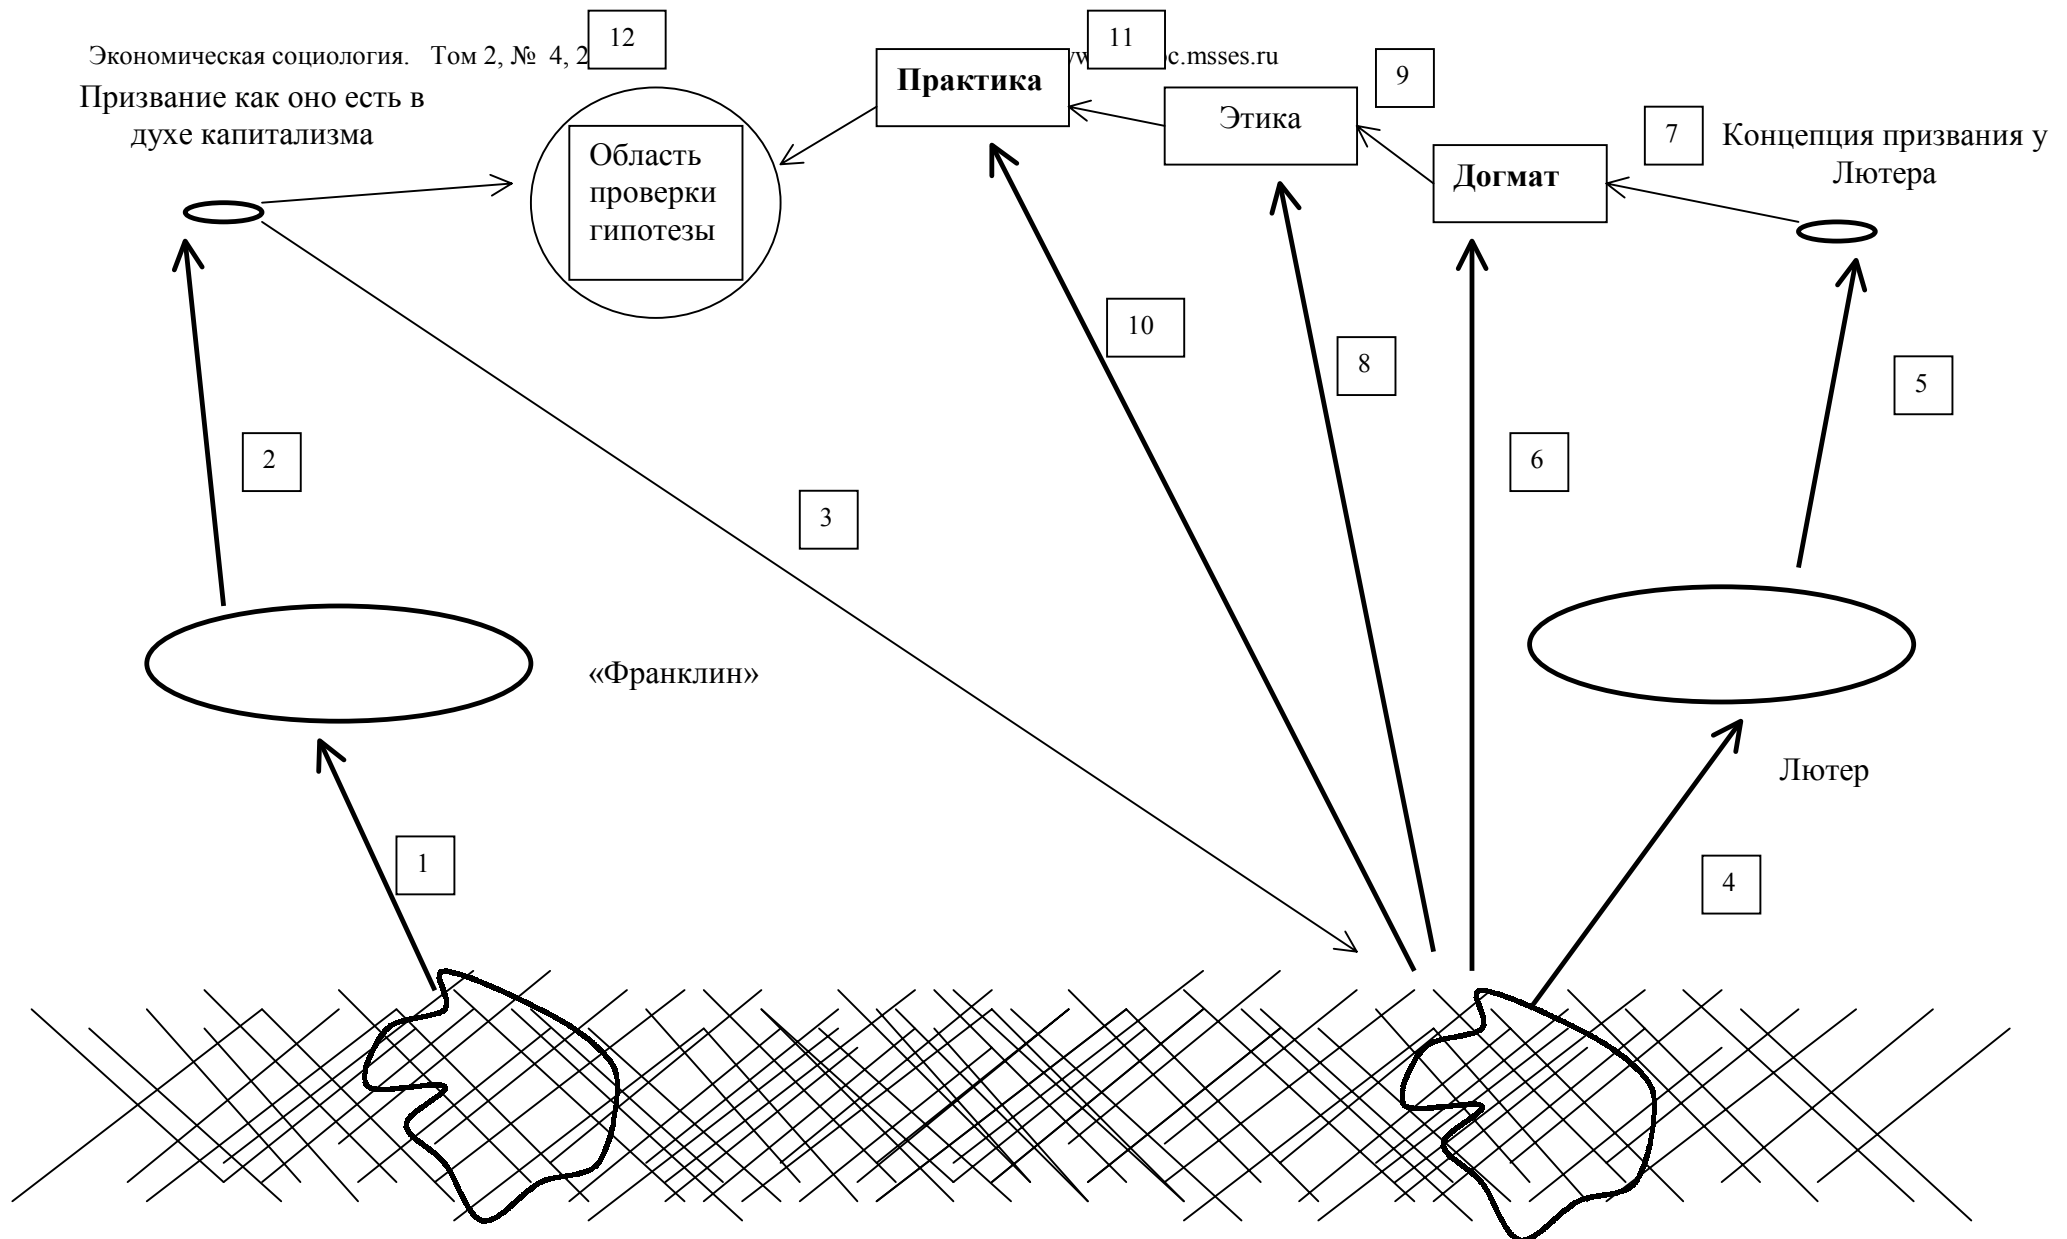 12
11
Экономическая социология. Том 2, № 4, 2
c.msses.ru
Практика
9
Призвание как оно есть в
духе капитализма
Этика
7
Концепция призвания у
Лютера
Область
проверки
гипотезы
Догмат
10
8
5
2
6
3
«Франклин»
Лютер
1
4